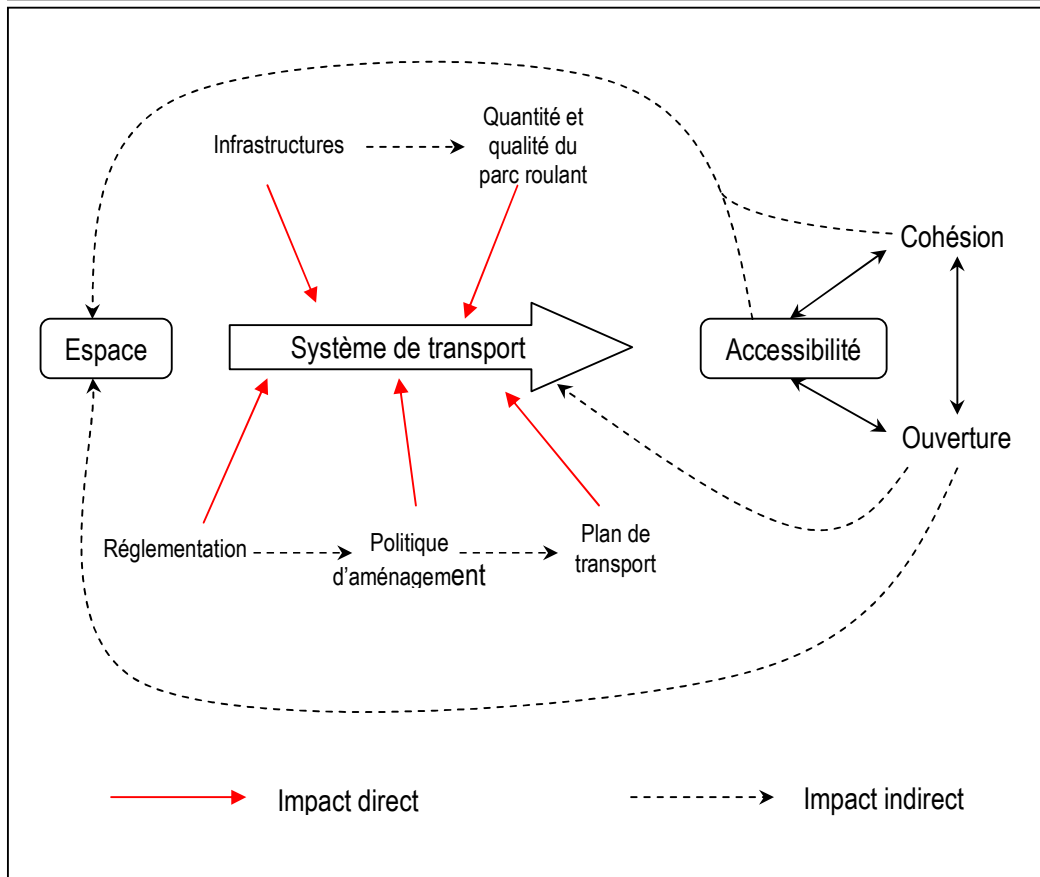 Quantité et
qualité du
parc roulant
Infrastructures
Cohésion
Espace
Système de transport
Accessibilité
Ouverture
Réglementation
Politique
d’aménagement
Plan de
transport
Impact direct
Impact indirect